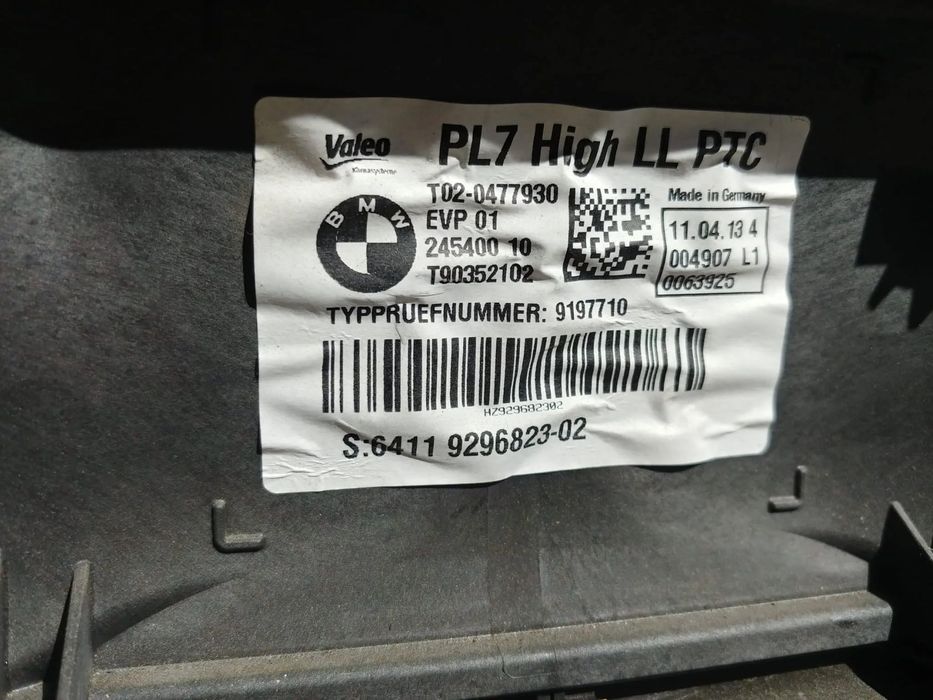 Valeo
Klimasysteme
PL7 High LL PTC
BMW
T02-0477930
EVP 01
245400 10
T90352102
Made in Germany
11.04.13 4
004907 L1
0063925
TYPPRUEFNUMMER: 9197710
HZ929682302
S:6411 9296823-02